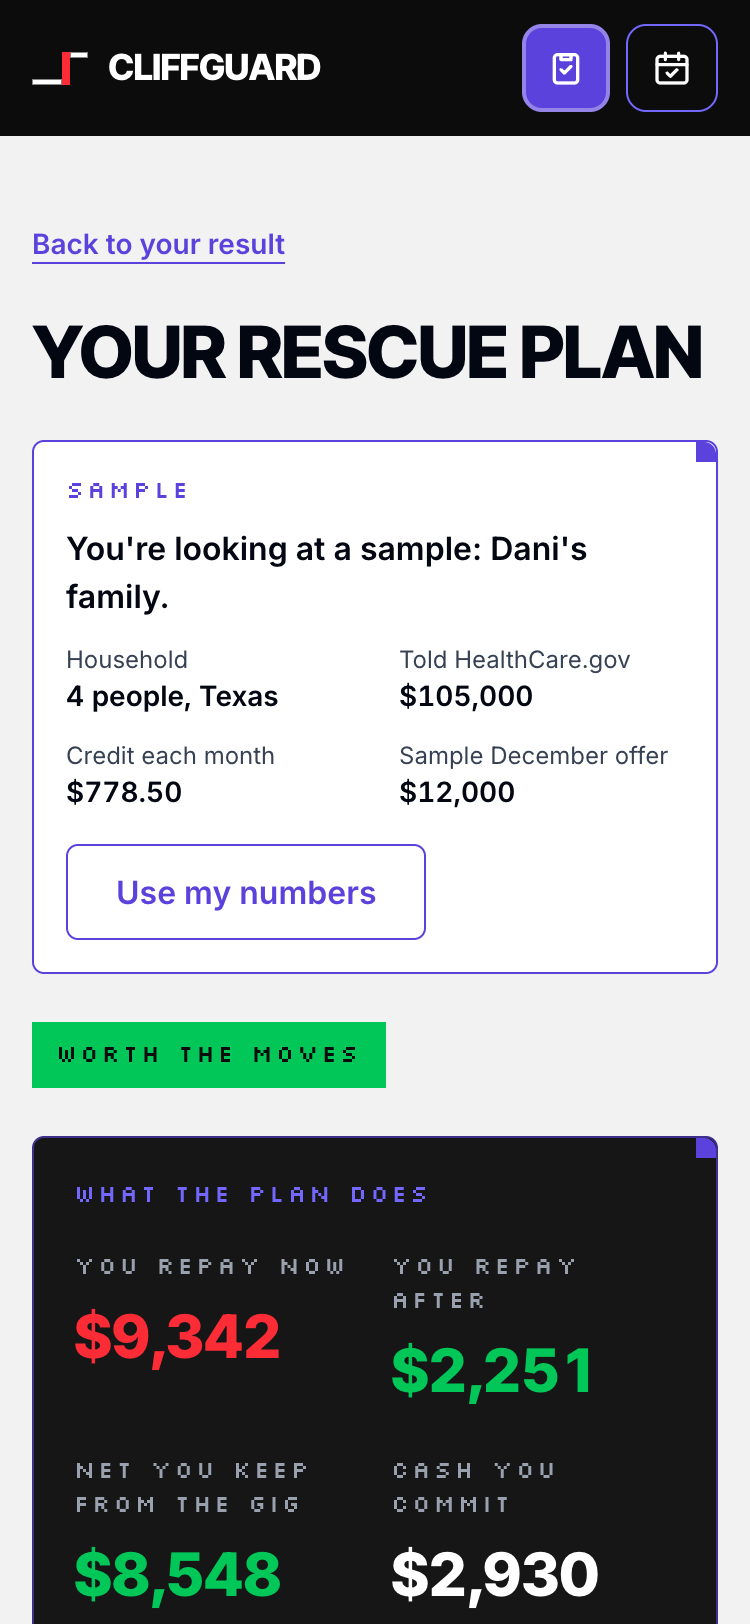 CLIFFGUARD
Back to your result
YOUR RESCUE PLAN
SAMPLE
You're looking at a sample: Dani's
family.
Household
4 people, Texas
Told HealthCare.gov
$105,000
Credit each month
$778.50
Sample December offer
$12,000
Use my numbers
WORTH THE MOVES
WHAT THE PLAN DOES
YOU REPAY NOW
$9,342
YOU REPAY
AFTER
$2,251
NET YOU KEEP
FROM THE GIG
$8,548
CASH YOU
COMMIT
$2,930